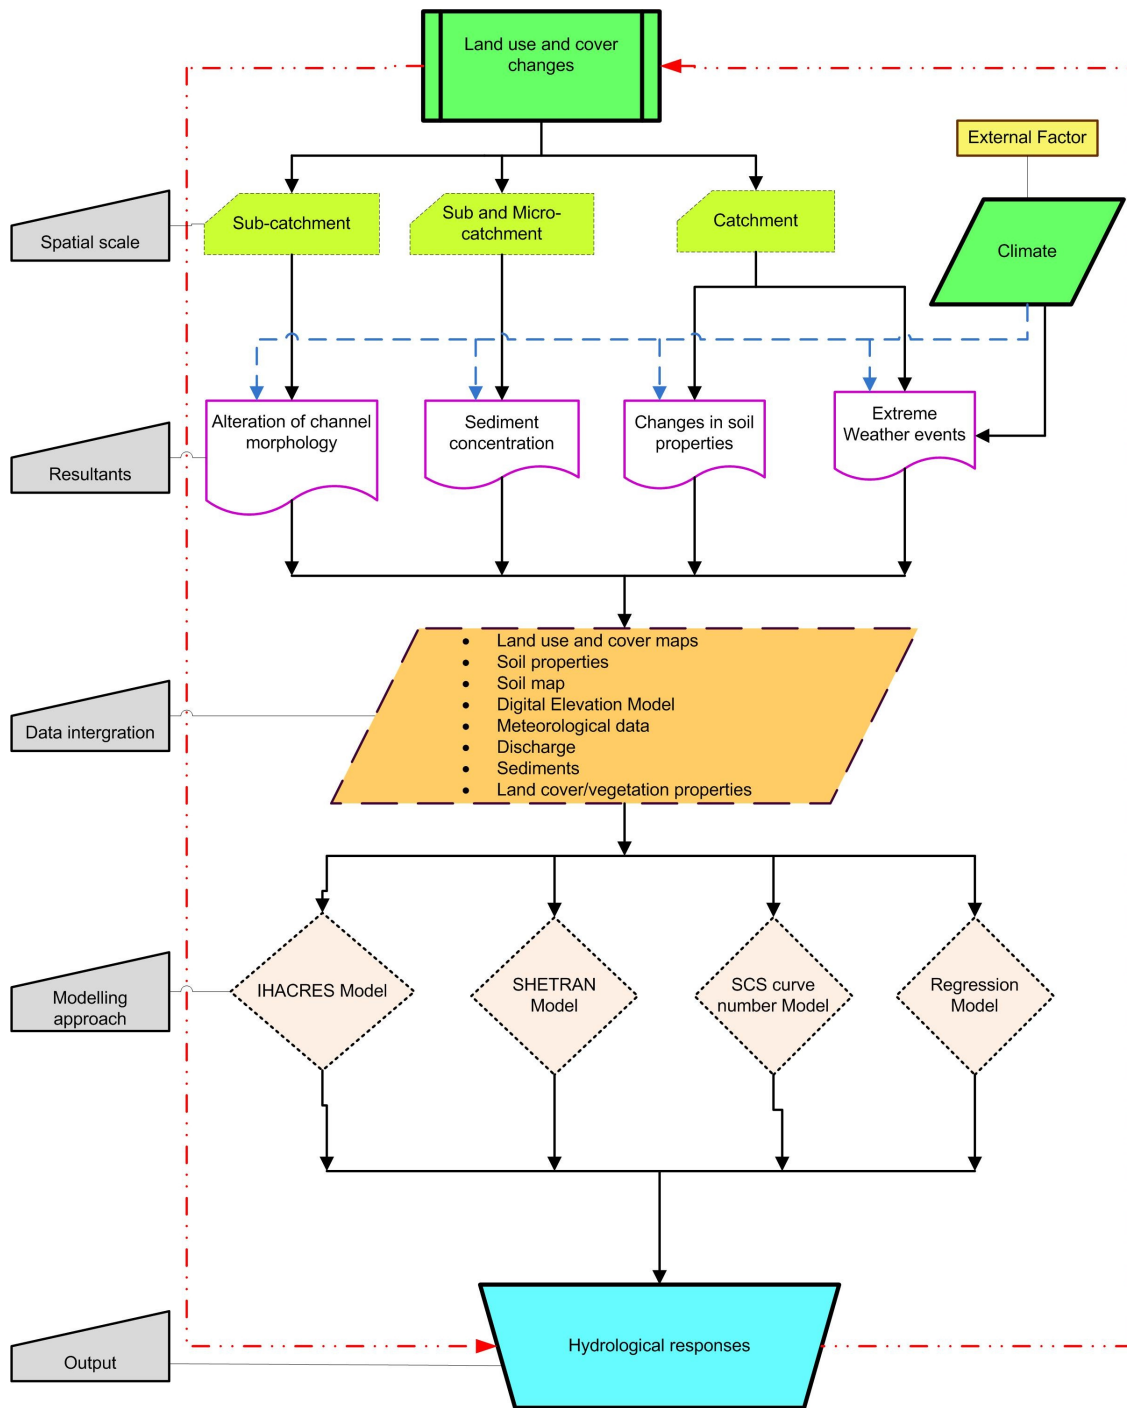 Land use and cover
changes
External Factor
Spatial scale
Sub-catchment
Sub and Micro-
catchment
Catchment
Climate
Resultants
Alteration of channel
morphology
Sediment
concentration
Changes in soil
properties
Extreme
Weather events
Data intergration
• Land use and cover maps
• Soil properties
• Soil map
• Digital Elevation Model
• Meteorological data
• Discharge
• Sediments
• Land cover/vegetation properties
Modelling
approach
IHACRES Model
SHETRAN
Model
SCS curve
number Model
Regression
Model
Output
Hydrological responses